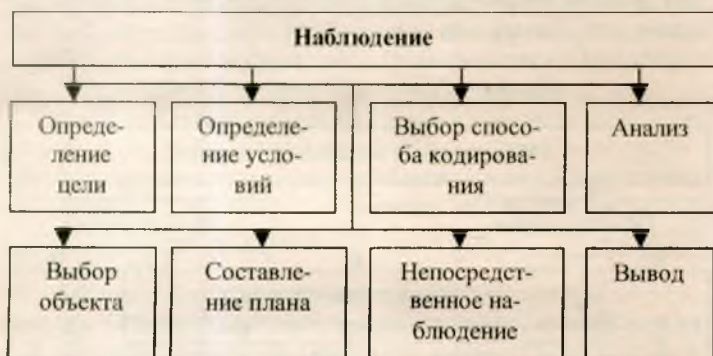 Наблюдение
Опреде-
ление
цели
Определе-
ние усло-
вий
Выбор спосо-
ба кодирова-
ния
Анализ
Выбор
объекта
Составле-
ние плана
Непосредст-
венное на-
блюдение
Вывод